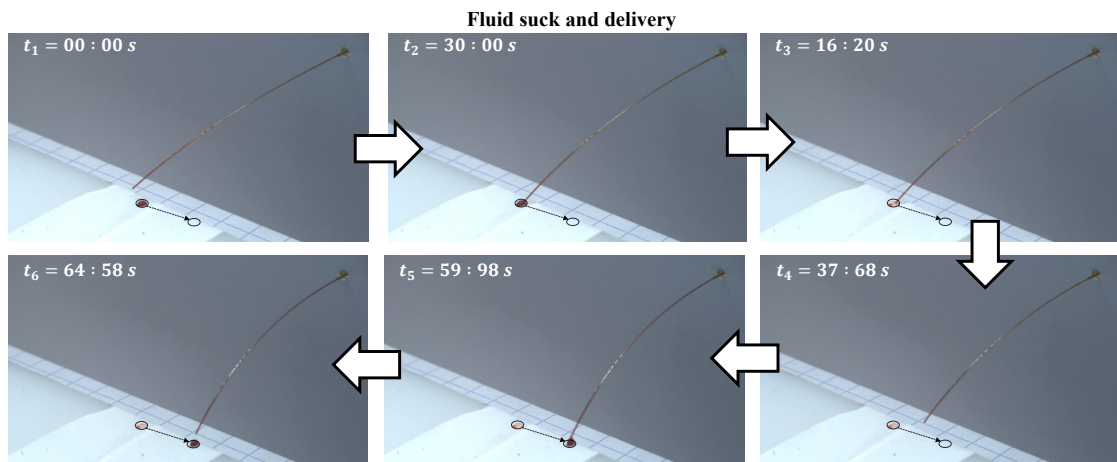 Fluid suck and delivery
t₁ = 00 : 00 s
t₂ = 30 : 00 s
t₃ = 16 : 20 s
t₄ = 37 : 68 s
t₅ = 59 : 98 s
t₆ = 64 : 58 s